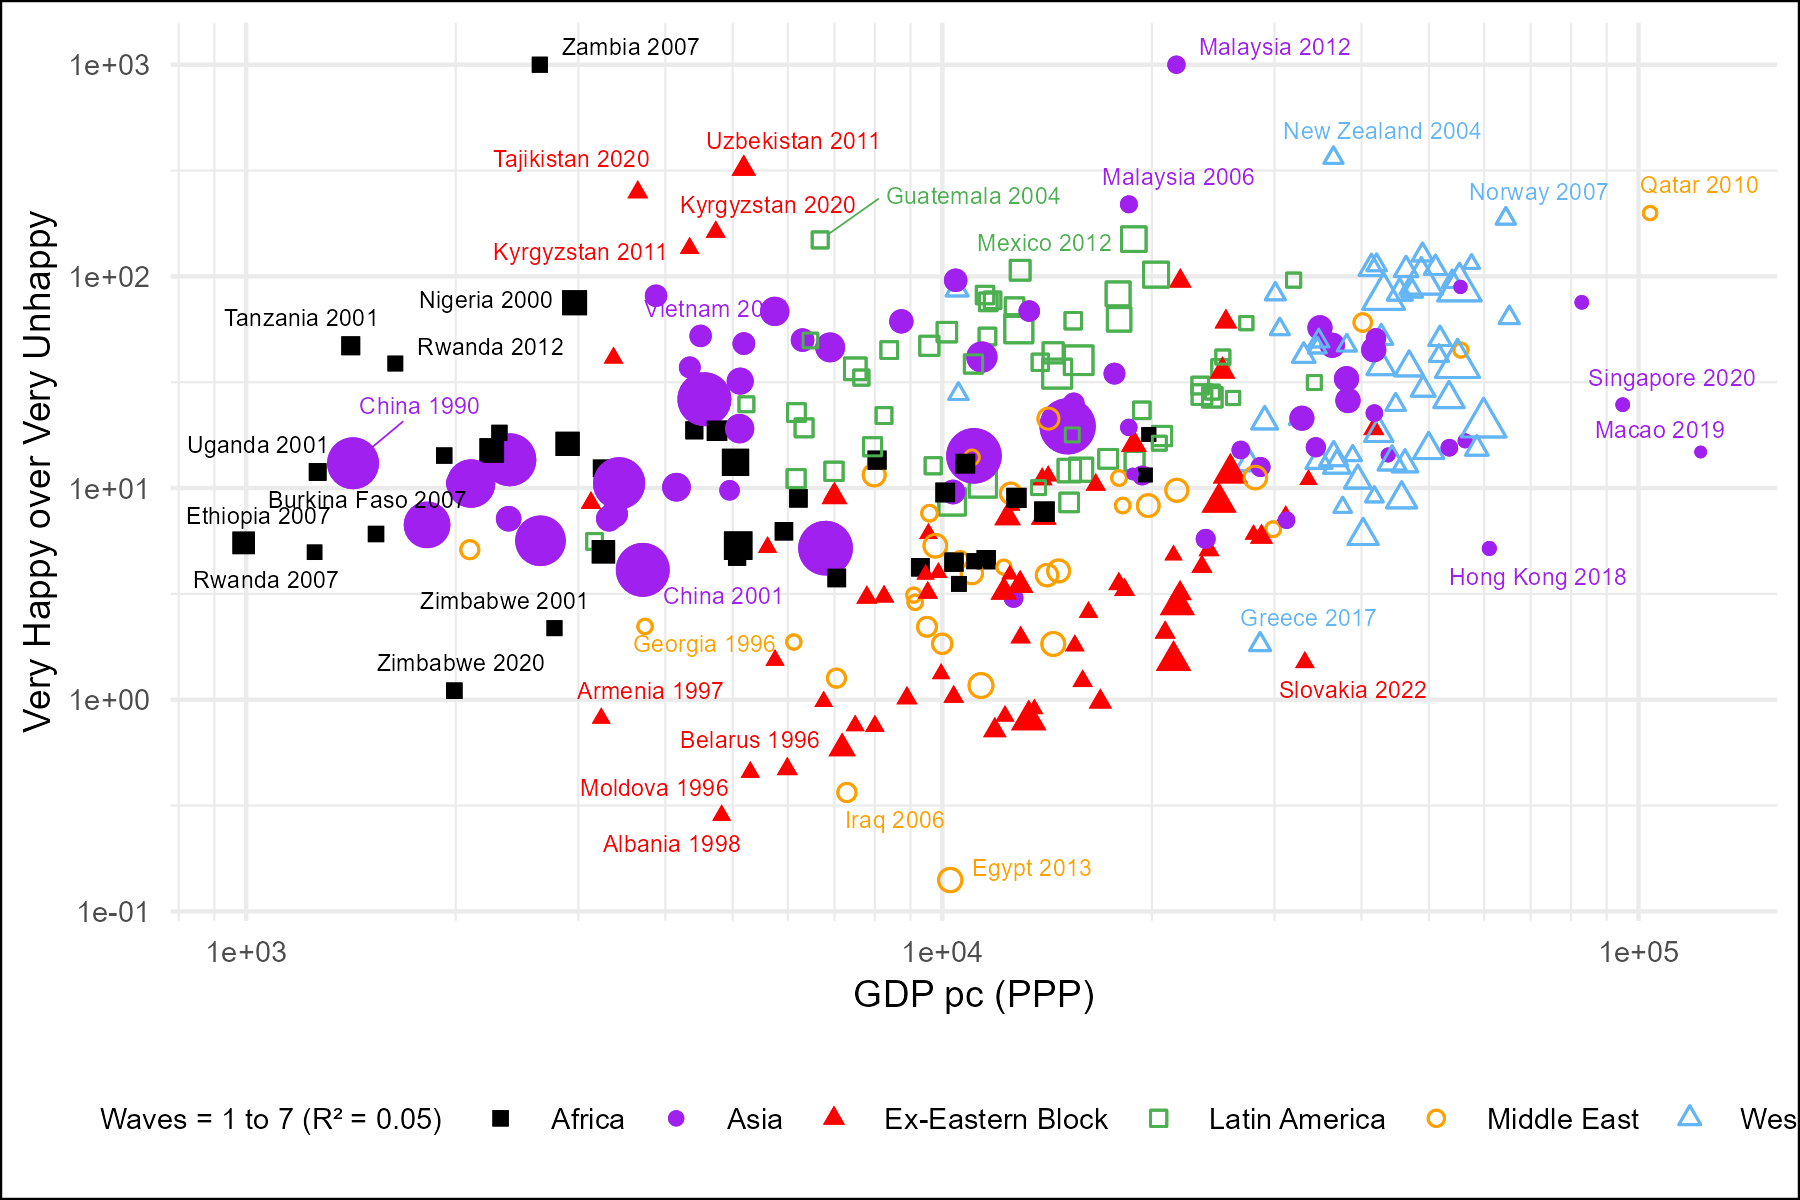 Zambia 2007
Malaysia 2012
1e+03
New Zealand 2004
Uzbekistan 2011
Tajikistan 2020
Malaysia 2006
Qatar 2010
Norway 2007
Guatemala 2004
Kyrgyzstan 2020
Mexico 2012
Kyrgyzstan 2011
1e+02
Nigeria 2000
Vietnam 20
Tanzania 2001
Rwanda 2012
Singapore 2020
China 1990
Macao 2019
Uganda 2001
1e+01
Burkina Faso 2007
Ethiopia 2007
Rwanda 2007
Hong Kong 2018
China 2001
Zimbabwe 2001
Greece 2017
Georgia 1996
Zimbabwe 2020
Armenia 1997
Slovakia 2022
1e+00
Belarus 1996
Moldova 1996
Iraq 2006
Albania 1998
Egypt 2013
1e-01
Very Happy over Very Unhappy
1e+03 1e+04 1e+05
GDP pc (PPP)
Waves = 1 to 7 (R² = 0.05) Africa Asia Ex-Eastern Block Latin America Middle East Wes